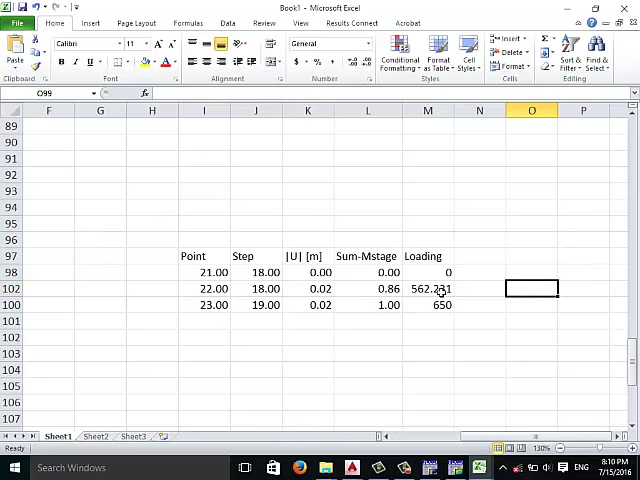 Book1 - Microsoft Excel
File Home Insert Page Layout Formulas Data Review View Results Connect Acrobat
Calibri 11 A A General Insert Σ
Paste Delete
B I U $ % , Format
Conditional Formatting Format as Table Cell Styles Sort & Filter Find & Select
Clipboard Font Alignment Number Styles Cells Editing
O99 fx
F G H I J K L M N O P
89
90
91
92
93
94
95
96
97 Point Step |U| [m] Sum-Mstage Loading
98 21.00 18.00 0.00 0.00 0
102 22.00 18.00 0.02 0.86 562.231
100 23.00 19.00 0.02 1.00 650
101
102
103
104
105
106
107
Sheet1 Sheet2 Sheet3
Ready 130%
Search Windows ENG 8:10 PM
7/15/2016